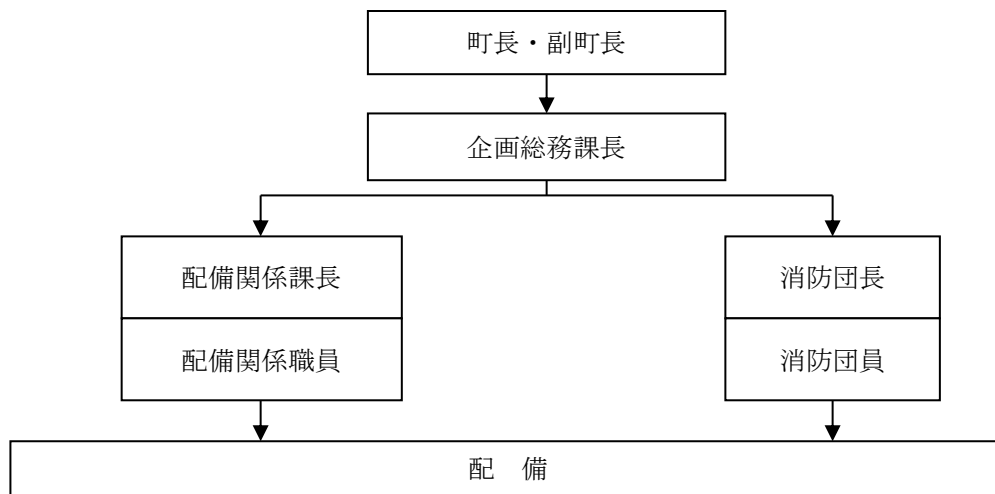 町長・副町長
企画総務課長
配備関係課長
配備関係職員
消防団長
消防団員
配　備